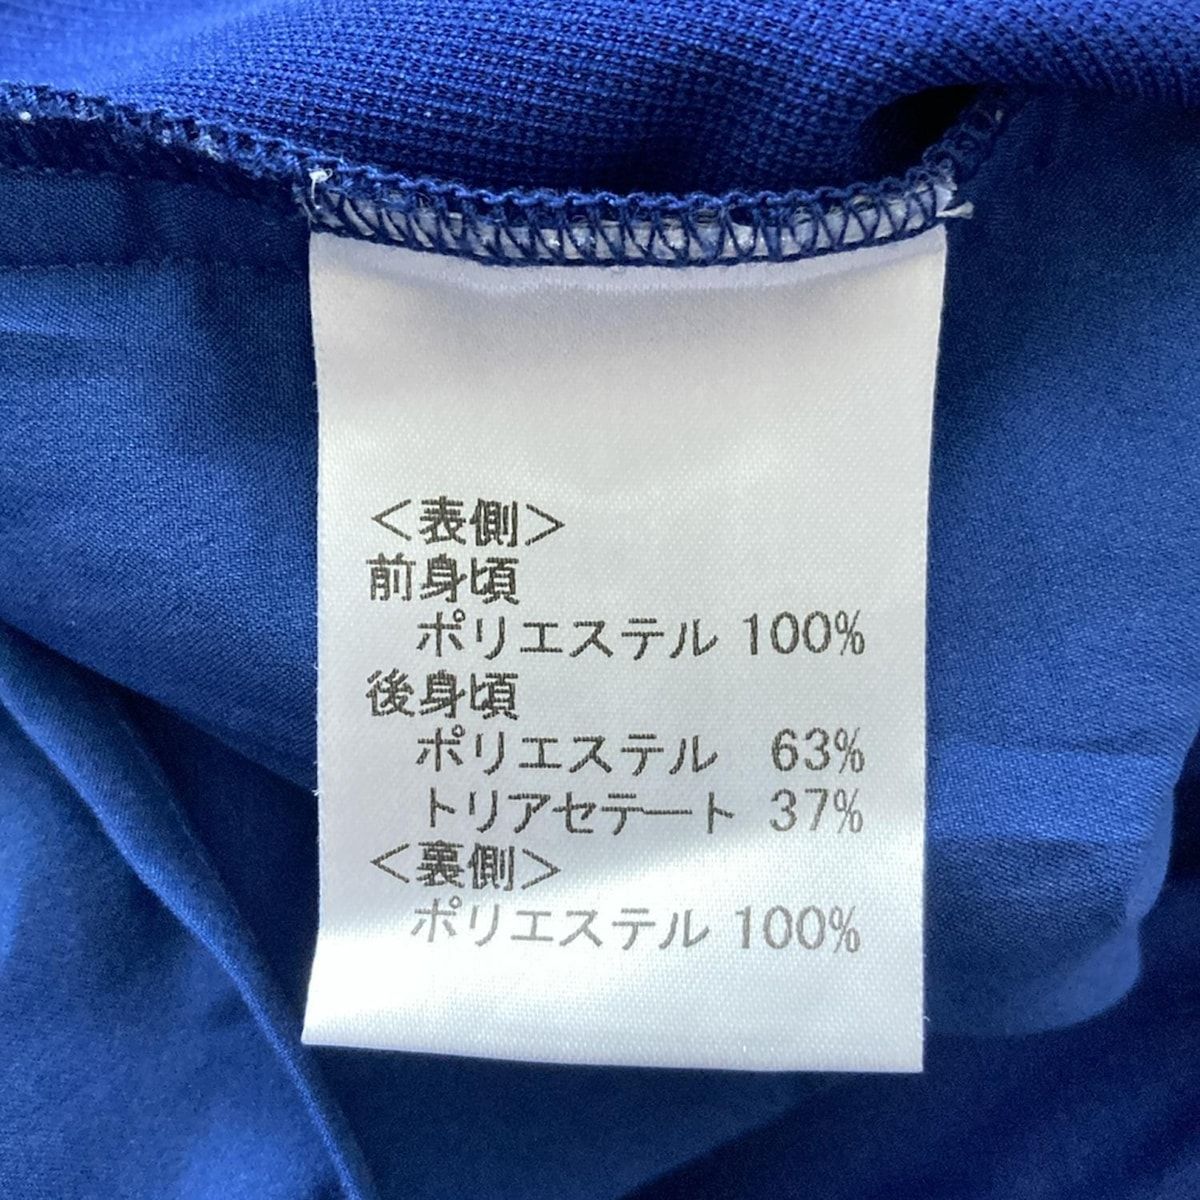 <表側>
前身頃
ポリエステル 100%
後身頃
ポリエステル 63%
トリアセテート 37%
<裏側>
ポリエステル 100%